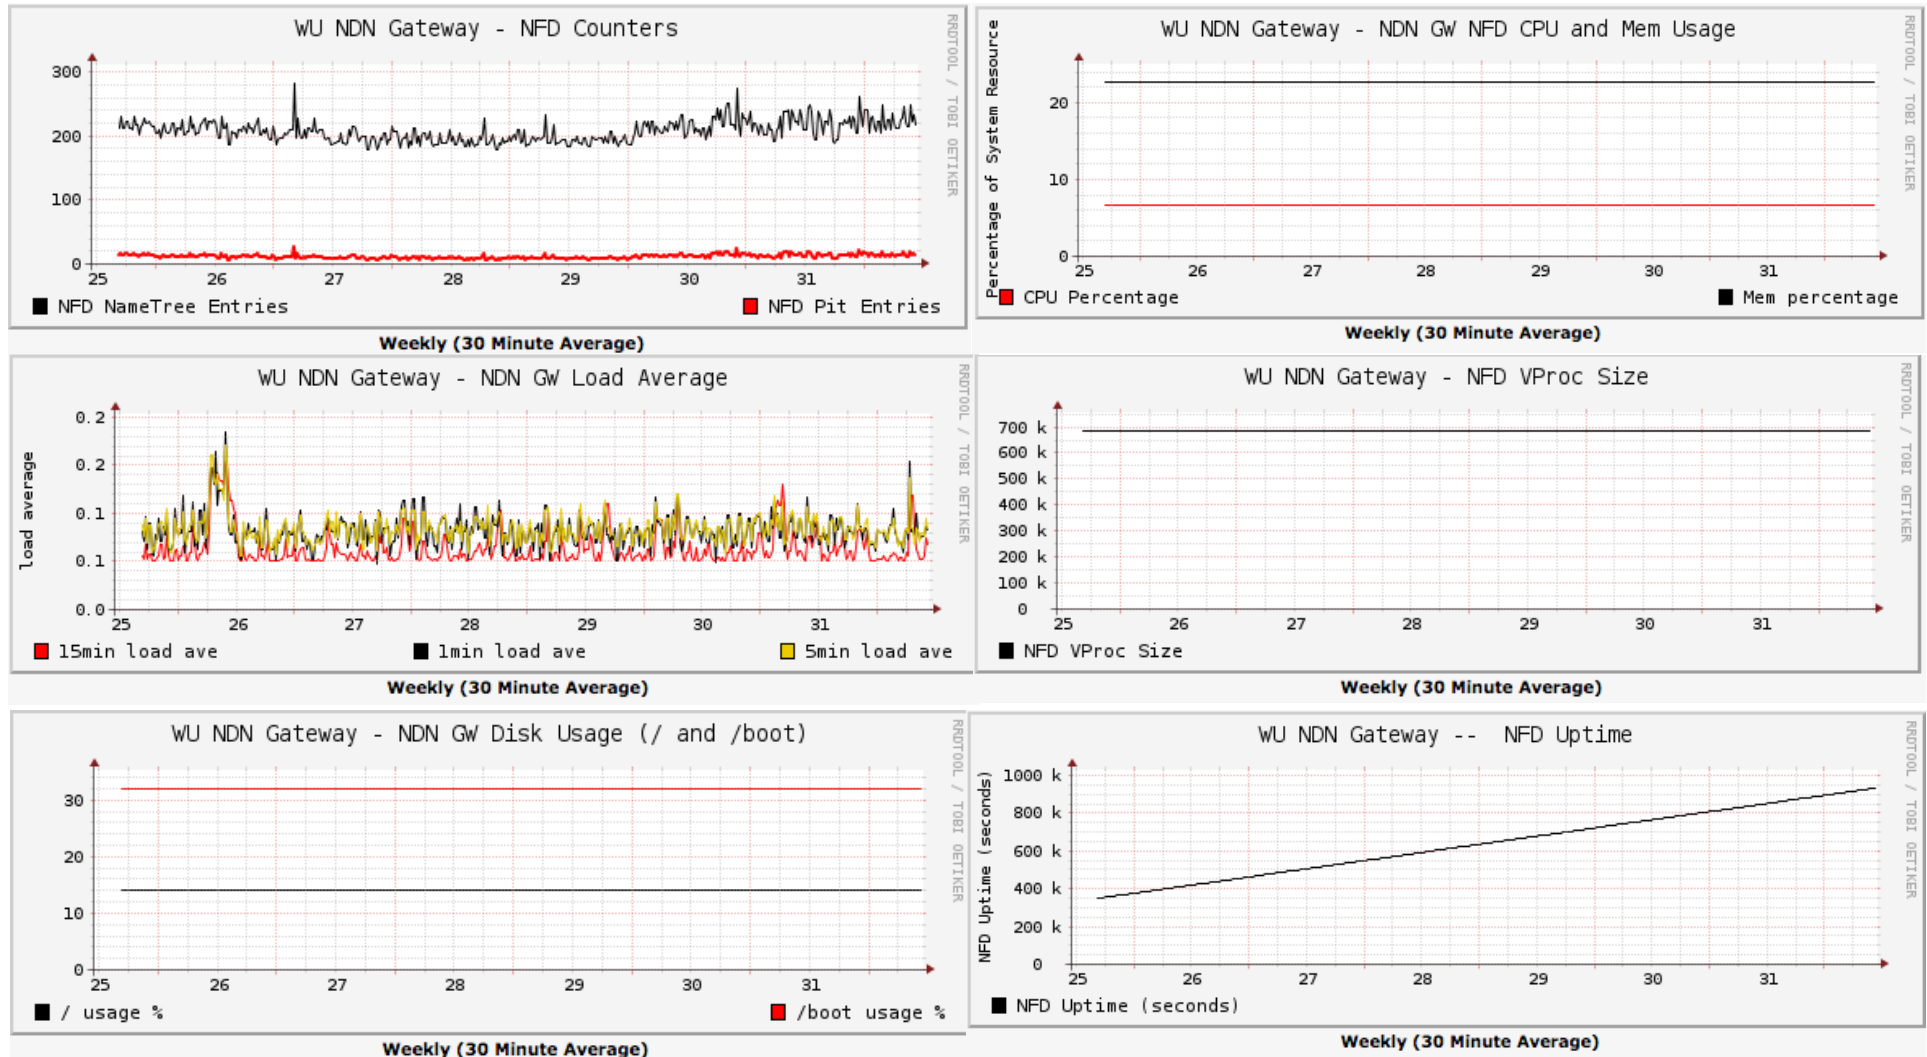 WU NDN Gateway - NFD Counters
RRDTOOL / TOBI OETIKER
300
200
100
0
25 26 27 28 29 30 31
NFD NameTree Entries NFD Pit Entries
Weekly (30 Minute Average)
WU NDN Gateway - NDN GW NFD CPU and Mem Usage
RRDTOOL / TOBI OETIKER
Percentage of System Resource
20
10
0
25 26 27 28 29 30 31
CPU Percentage Mem percentage
Weekly (30 Minute Average)
WU NDN Gateway - NDN GW Load Average
RRDTOOL / TOBI OETIKER
load average
0.2
0.2
0.1
0.1
0.0
25 26 27 28 29 30 31
15min load ave 1min load ave 5min load ave
Weekly (30 Minute Average)
WU NDN Gateway - NFD VProc Size
RRDTOOL / TOBI OETIKER
700 k
600 k
500 k
400 k
300 k
200 k
100 k
0
25 26 27 28 29 30 31
NFD VProc Size
Weekly (30 Minute Average)
WU NDN Gateway - NDN GW Disk Usage (/ and /boot)
RRDTOOL / TOBI OETIKER
30
20
10
0
25 26 27 28 29 30 31
/ usage % /boot usage %
Weekly (30 Minute Average)
WU NDN Gateway -- NFD Uptime
RRDTOOL / TOBI OETIKER
NFD Uptime (seconds)
1000 k
800 k
600 k
400 k
200 k
0
25 26 27 28 29 30 31
NFD Uptime (seconds)
Weekly (30 Minute Average)